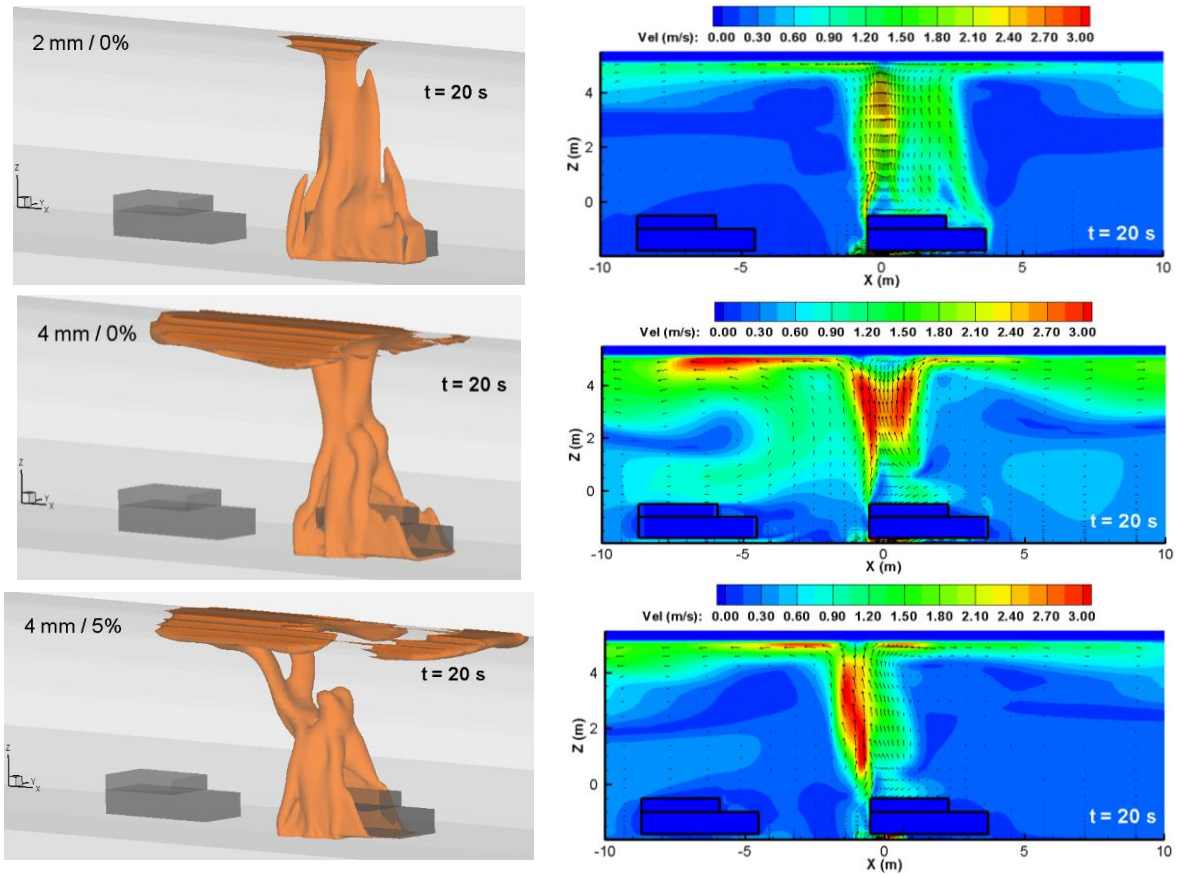 2 mm / 0%
t = 20 s
Z
Y
X
Vel (m/s): 0.00 0.30 0.60 0.90 1.20 1.50 1.80 2.10 2.40 2.70 3.00
Z (m)
4
2
0
t = 20 s
-10 -5 0 5 10
X (m)
4 mm / 0%
t = 20 s
Z
Y
X
Vel (m/s): 0.00 0.30 0.60 0.90 1.20 1.50 1.80 2.10 2.40 2.70 3.00
Z (m)
4
2
0
t = 20 s
-10 -5 0 5 10
X (m)
4 mm / 5%
t = 20 s
Z
Y
X
Vel (m/s): 0.00 0.30 0.60 0.90 1.20 1.50 1.80 2.10 2.40 2.70 3.00
Z (m)
4
2
0
t = 20 s
-10 -5 0 5 10
X (m)